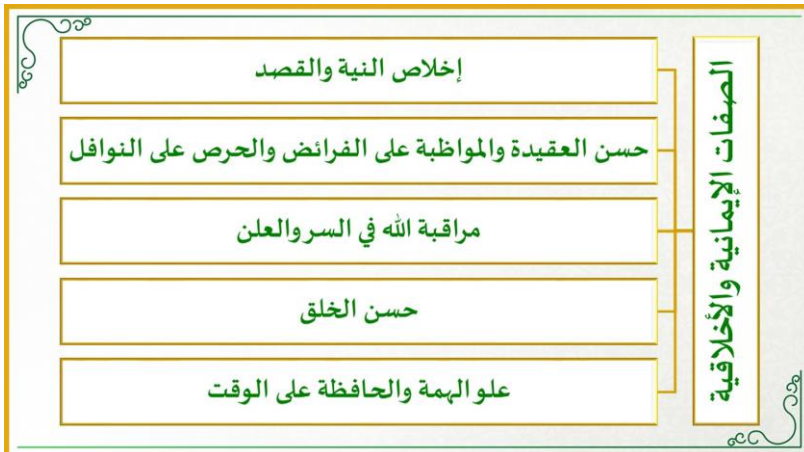 الصفات الإيمانية والأخلاقية
إخلاص النية والقصد
حسن العقيدة والمواظبة على الفرائض والحرص على النوافل
مراقبة الله في السر والعلن
حسن الخلق
علو الهمة والحافظة على الوقت